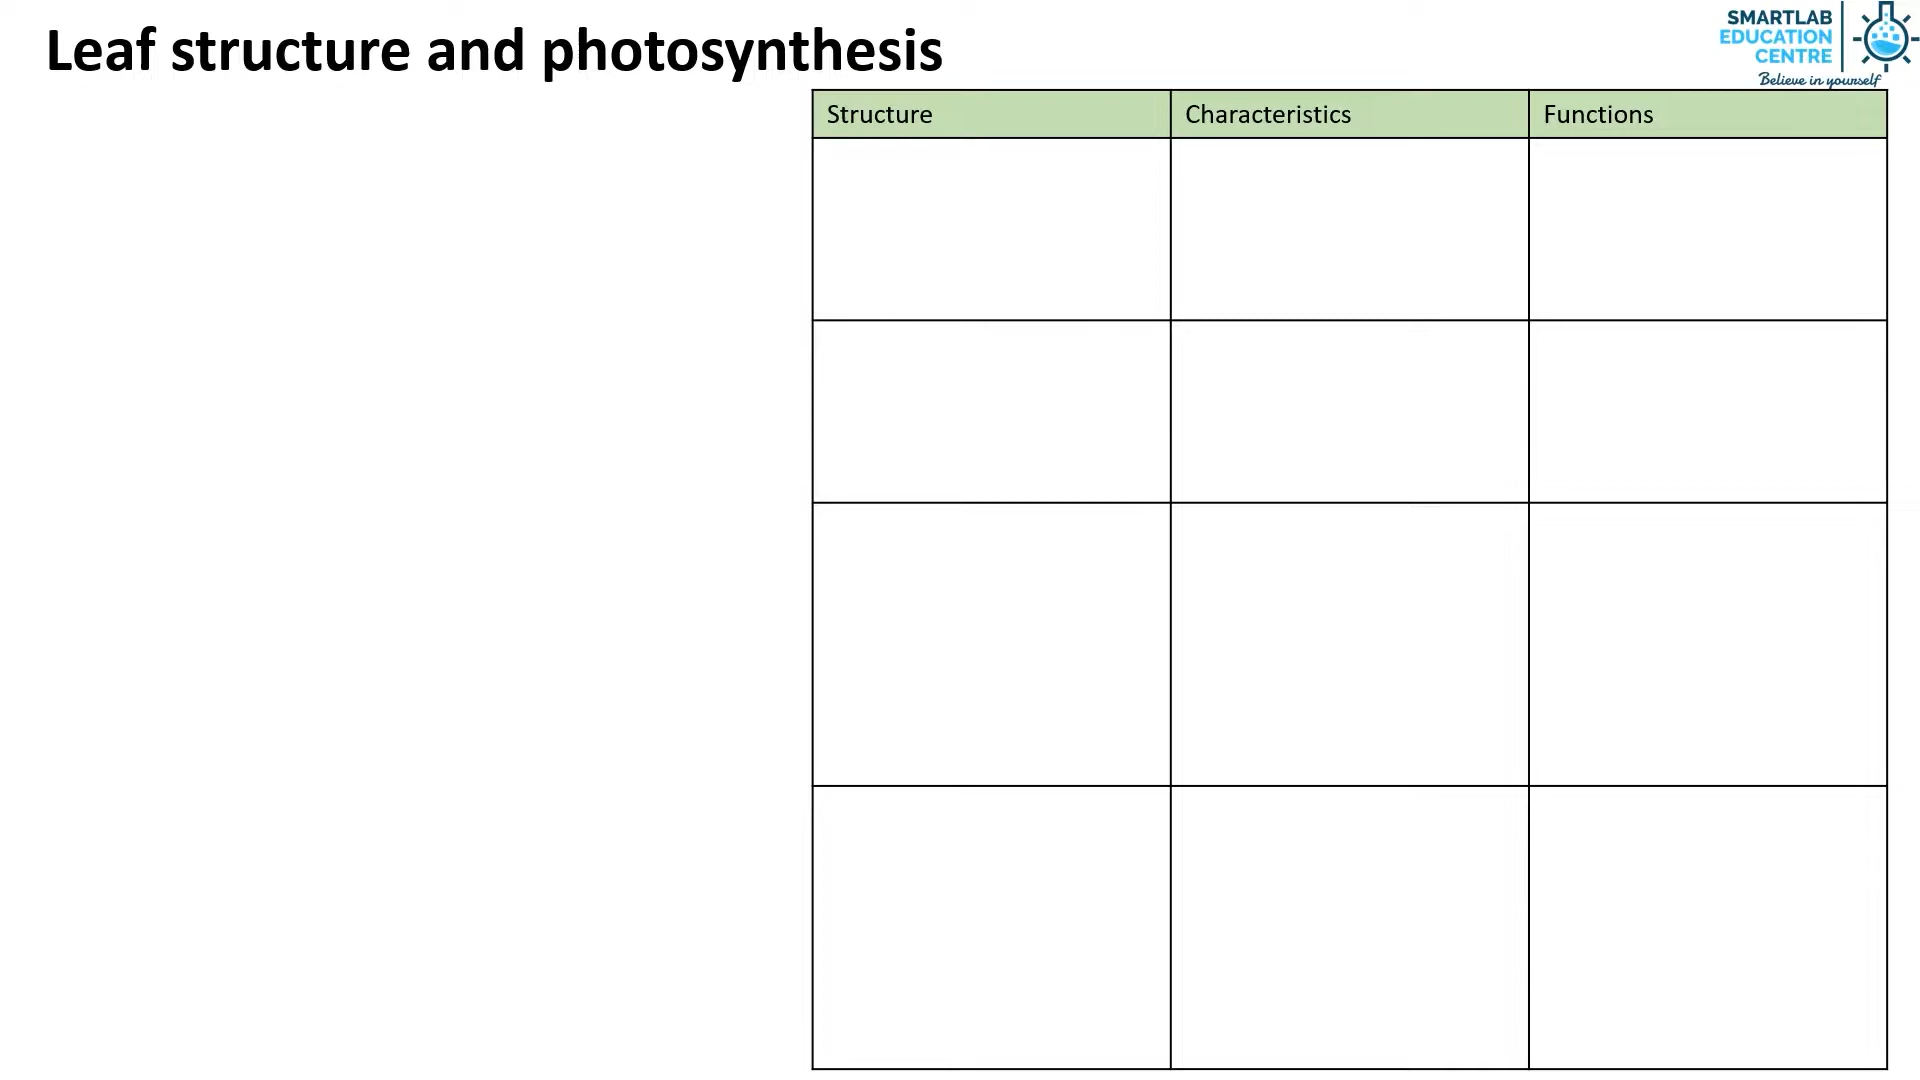 Leaf structure and photosynthesis
SMARTLAB
EDUCATION
CENTRE
Believe in yourself
Structure Characteristics Functions